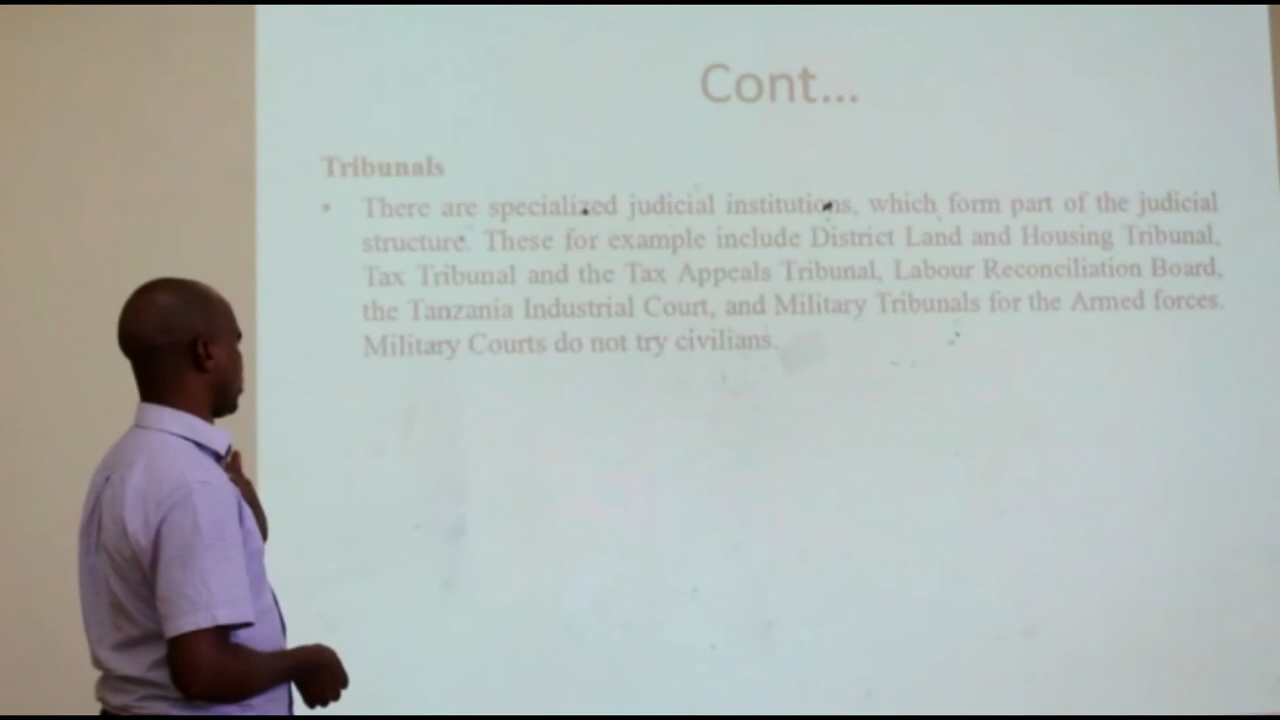 Cont...
Tribunals
• There are specialized judicial institutions, which form part of the judicial
structure. These for example include District Land and Housing Tribunal,
Tax Tribunal and the Tax Appeals Tribunal, Labour Reconciliation Board,
the Tanzania Industrial Court, and Military Tribunals for the Armed forces.
Military Courts do not try civilians.